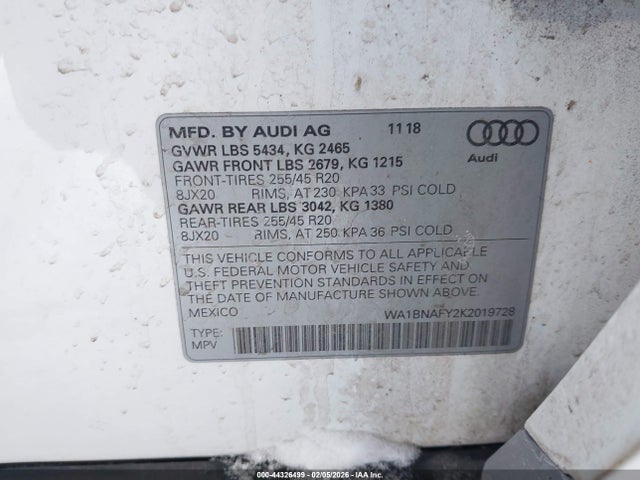 MFD. BY AUDI AG 11 18
GVWR LBS 5434, KG 2465
GAWR FRONT LBS 2679, KG 1215
FRONT-TIRES 255/45 R20
8JX20 RIMS, AT 230 KPA 33 PSI COLD
GAWR REAR LBS 3042, KG 1380
REAR-TIRES 255/45 R20
8JX20 RIMS, AT 250 KPA 36 PSI COLD
Audi
THIS VEHICLE CONFORMS TO ALL APPLICABLE
U.S. FEDERAL MOTOR VEHICLE SAFETY AND
THEFT PREVENTION STANDARDS IN EFFECT ON
THE DATE OF MANUFACTURE SHOWN ABOVE.
MEXICO WA1BNAFY2K2019728
TYPE:
MPV
000-44326499 - 02/05/2026 - © IAA Holdings, LLC